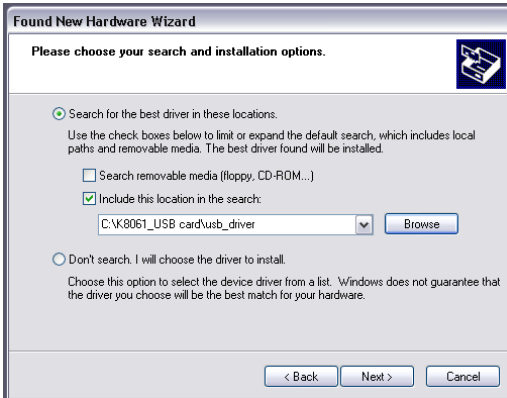 Found New Hardware Wizard
Please choose your search and installation options.
Search for the best driver in these locations.
Use the check boxes below to limit or expand the default search, which includes local
paths and removable media. The best driver found will be installed.
Search removable media (floppy, CD-ROM...)
Include this location in the search:
C:\K8061_USB card\usb_driver
Browse
Don't search. I will choose the driver to install.
Choose this option to select the device driver from a list. Windows does not guarantee that
the driver you choose will be the best match for your hardware.
< Back Next > Cancel